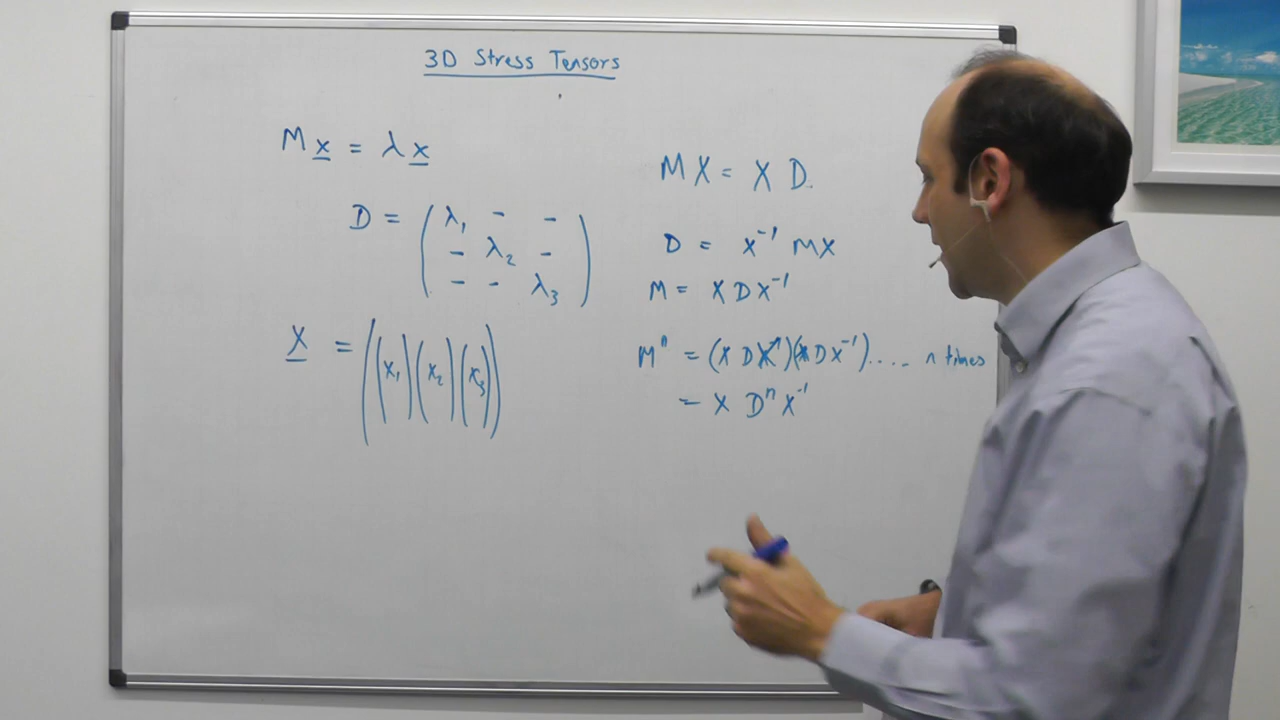 3D Stress Tensors
M x = λ x
D = ( λ₁ - -
- λ₂ -
- - λ₃ )
X = ( (x₁) (x₂) (x₃) )
M X = X D.
D = X⁻¹ M X
M = X D X⁻¹
Mⁿ = (X D X⁻¹)(X D X⁻¹) .... n times
= X Dⁿ X⁻¹